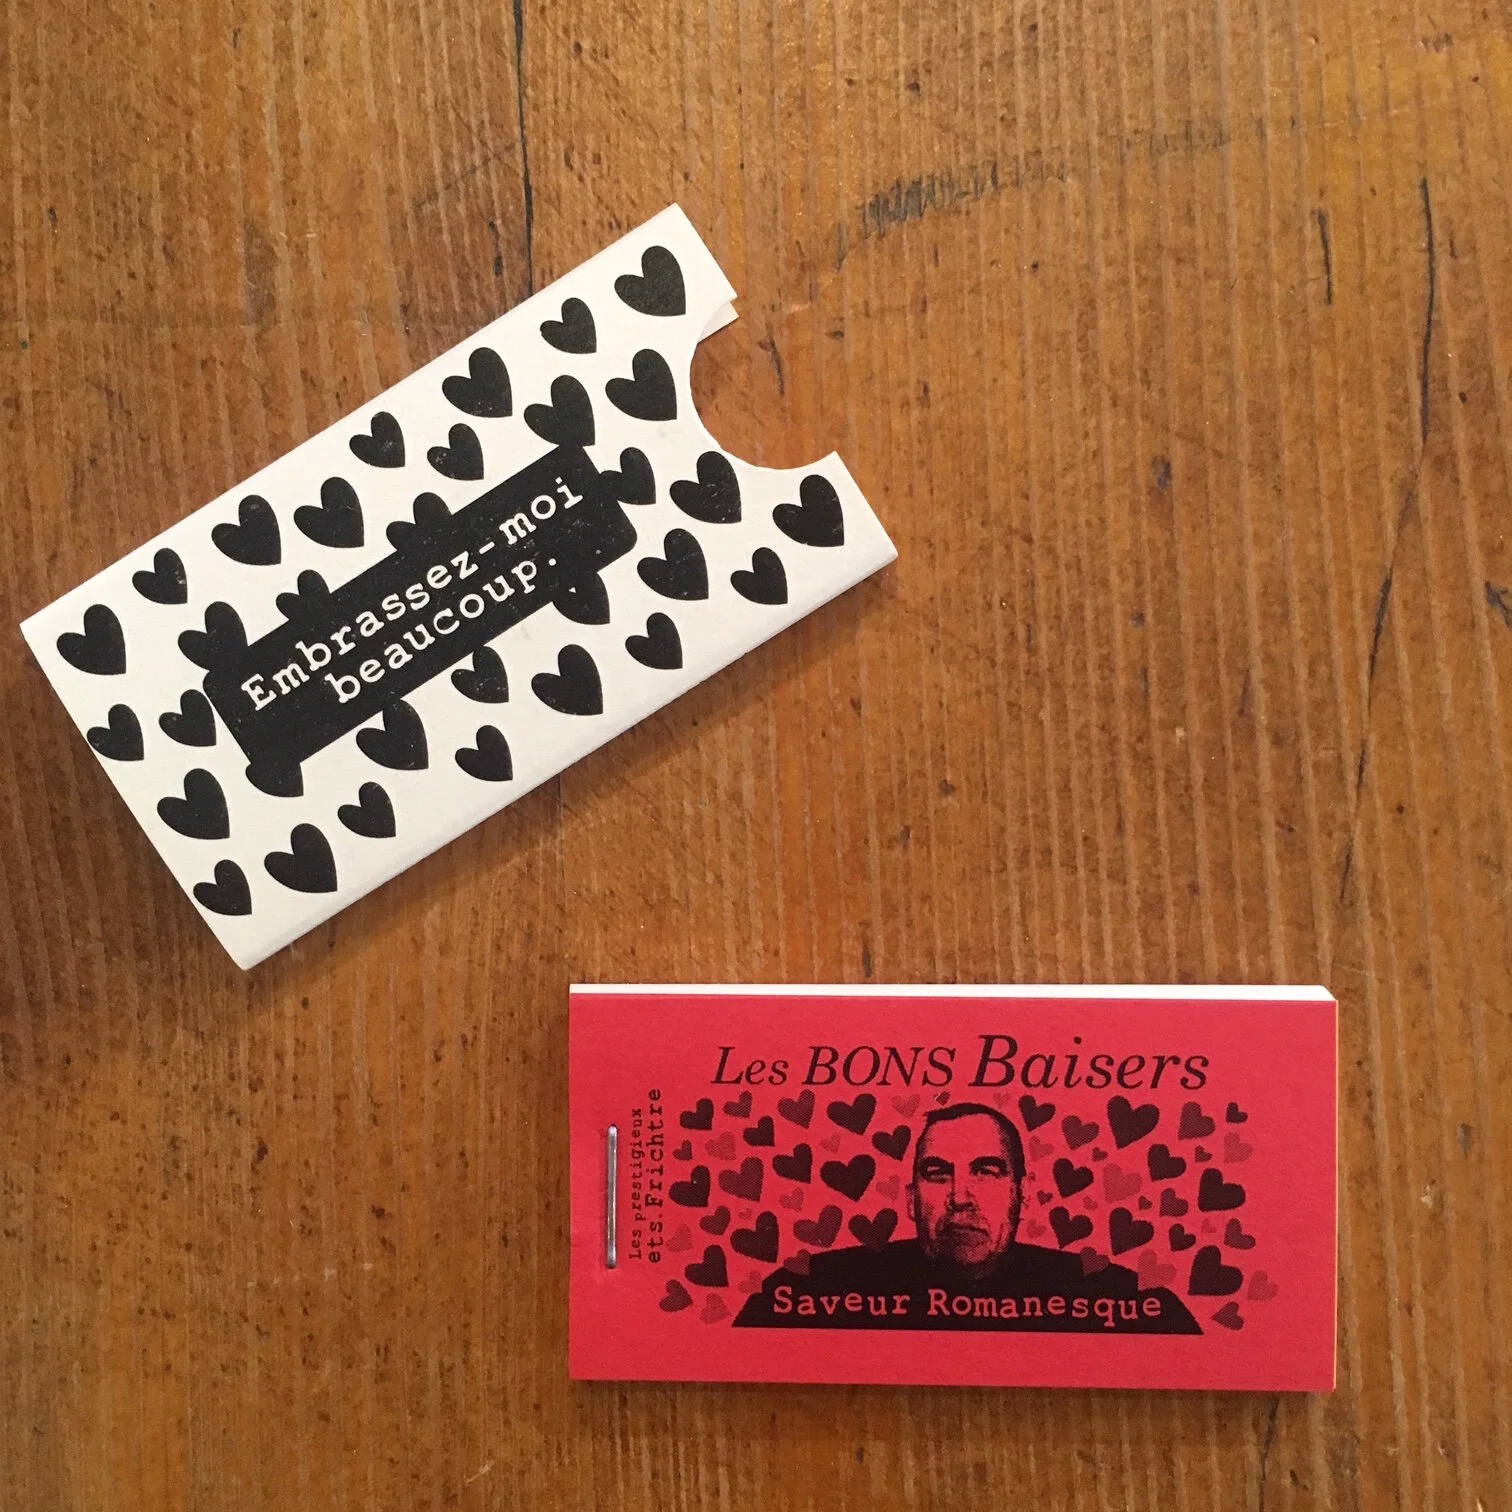 Embrassez-moi
beaucoup.
Les BONS Baisers
Les prestigieux
ets.Frichtre
Saveur Romanesque